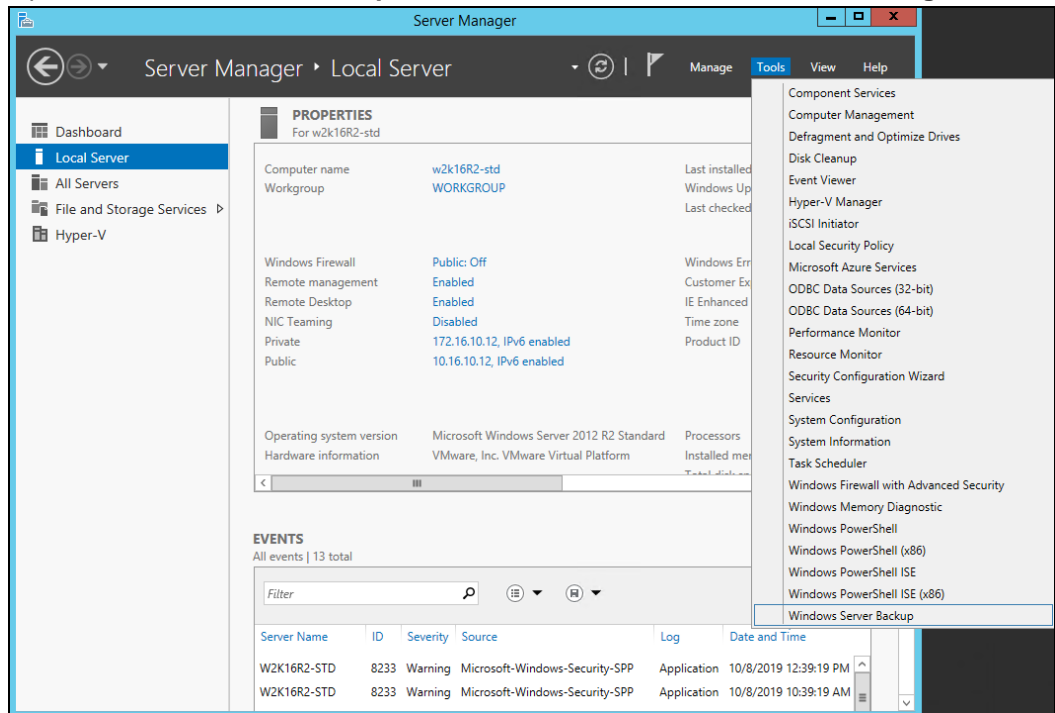 Server Manager
Server Manager • Local Server
Manage Tools View Help
Dashboard
Local Server
All Servers
File and Storage Services
Hyper-V
PROPERTIES
For w2k16R2-std
Computer name w2k16R2-std Last installed
Workgroup WORKGROUP Windows Up
Last checked
Windows Firewall Public: Off Windows Err
Remote management Enabled Customer Ex
Remote Desktop Enabled IE Enhanced
NIC Teaming Disabled Time zone
Private 172.16.10.12, IPv6 enabled Product ID
Public 10.16.10.12, IPv6 enabled
Operating system version Microsoft Windows Server 2012 R2 Standard Processors
Hardware information VMware, Inc. VMware Virtual Platform Installed mer
EVENTS
All events | 13 total
Filter
Server Name ID Severity Source Log Date and Time
W2K16R2-STD 8233 Warning Microsoft-Windows-Security-SPP Application 10/8/2019 12:39:19 PM
W2K16R2-STD 8233 Warning Microsoft-Windows-Security-SPP Application 10/8/2019 10:39:19 AM
Component Services
Computer Management
Defragment and Optimize Drives
Disk Cleanup
Event Viewer
Hyper-V Manager
iSCSI Initiator
Local Security Policy
Microsoft Azure Services
ODBC Data Sources (32-bit)
ODBC Data Sources (64-bit)
Performance Monitor
Resource Monitor
Security Configuration Wizard
Services
System Configuration
System Information
Task Scheduler
Windows Firewall with Advanced Security
Windows Memory Diagnostic
Windows PowerShell
Windows PowerShell (x86)
Windows PowerShell ISE
Windows PowerShell ISE (x86)
Windows Server Backup